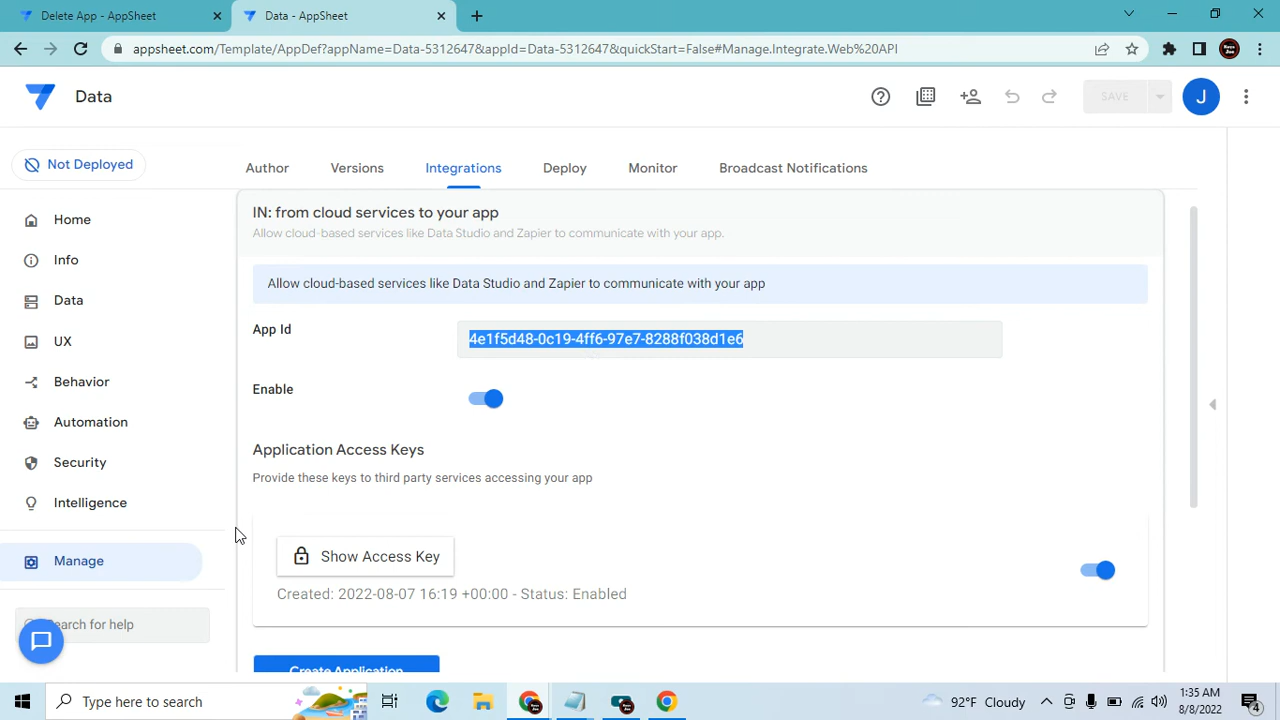 Delete App - AppSheet
Data - AppSheet
appsheet.com/Template/AppDef?appName=Data-5312647&appId=Data-5312647&quickStart=False#Manage.Integrate.Web%20API
Data
SAVE
J
Not Deployed
Author
Versions
Integrations
Deploy
Monitor
Broadcast Notifications
Home
Info
Data
UX
Behavior
Automation
Security
Intelligence
Manage
Search for help
IN: from cloud services to your app
Allow cloud-based services like Data Studio and Zapier to communicate with your app.
Allow cloud-based services like Data Studio and Zapier to communicate with your app
App Id
4e1f5d48-0c19-4ff6-97e7-8288f038d1e6
Enable
Application Access Keys
Provide these keys to third party services accessing your app
Show Access Key
Created: 2022-08-07 16:19 +00:00 - Status: Enabled
Create Application
Type here to search
92°F Cloudy
1:35 AM
8/8/2022
4